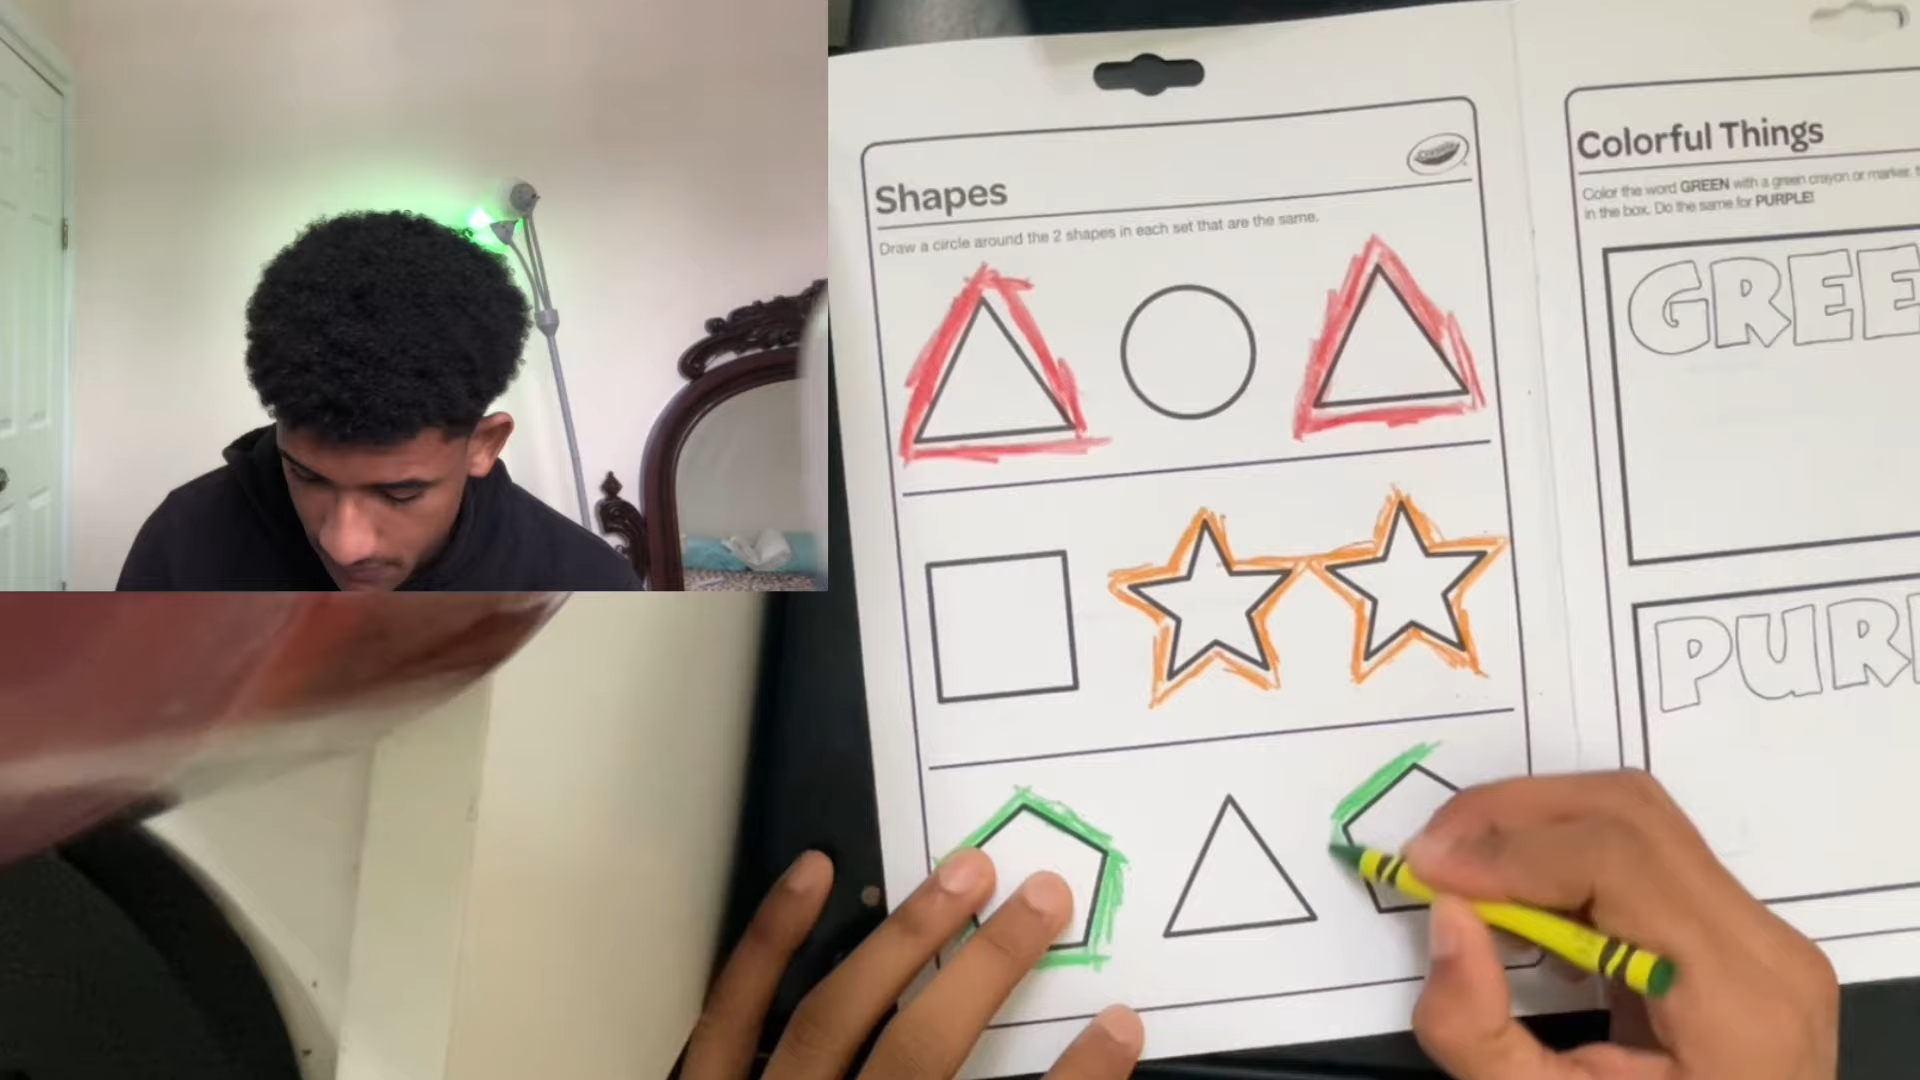 Shapes
Crayola
Draw a circle around the 2 shapes in each set that are the same.
Colorful Things
Color the word GREEN with a green crayon or marker.
in the box. Do the same for PURPLE!
GREE
PUR